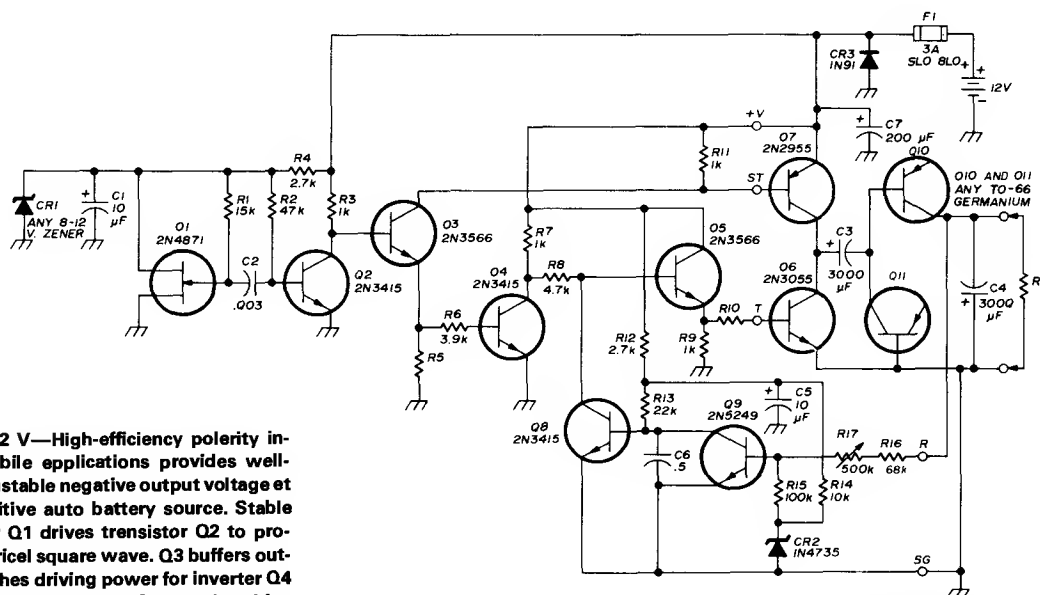 F1
3A
SLO BLO
+
+
12V
-
CR3
1N91
+V
+
C7
200 µF
Q7
2N2955
Q10
Q10 AND Q11
ANY TO-66
GERMANIUM
R4
2.7k
R11
1k
ST
CR1
ANY 8-12
V. ZENER
+
C1
10
µF
R1
15k
R2
47k
R3
1k
Q1
2N4871
C2
.003
Q2
2N3415
Q3
2N3566
R7
1k
Q5
2N3566
C3
3000
µF
+
Q4
2N3415
R8
4.7k
Q6
2N3055
Q11
C4
3000
µF
+
R
R6
3.9k
R5
R12
2.7k
R9
1k
R10
T
R13
22k
+
C5
10
µF
Q8
2N3415
Q9
2N5249
R17
500k
R16
68k
R
C6
.5
R15
100k
R14
10k
CR2
1N4735
SG
2 V—High-efficiency polerity in-
bile epplications provides well-
ustable negative output voltage et
itive auto battery source. Stable
Q1 drives trensistor Q2 to pro-
ricel square wave. Q3 buffers out-
hes driving power for inverter Q4